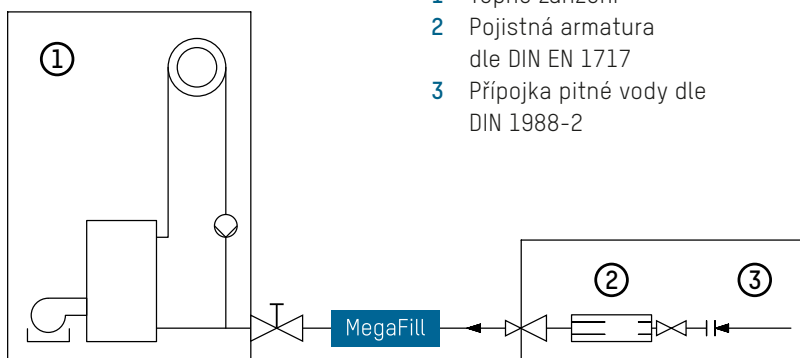 1 Topné zařízení
2 Pojistná armatura
dle DIN EN 1717
3 Přípojka pitné vody dle
DIN 1988-2
1
2
3
MegaFill